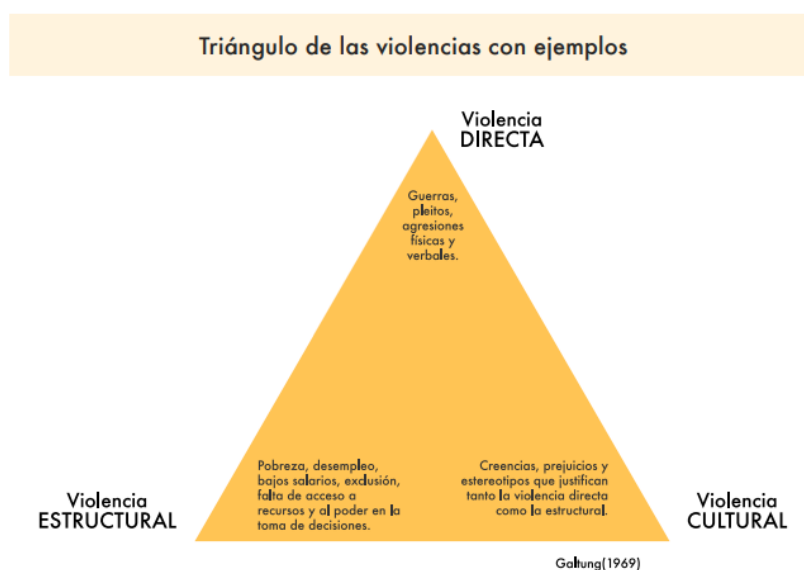 Triángulo de las violencias con ejemplos
Violencia
DIRECTA
Guerras,
pleitos,
agresiones
físicas y
verbales.
Pobreza, desempleo,
bajos salarios, exclusión,
falta de acceso a
recursos y al poder en la
toma de decisiones.
Creencias, prejuicios y
estereotipos que justifican
tanto la violencia directa
como la estructural.
Violencia
ESTRUCTURAL
Violencia
CULTURAL
Galtung(1969)